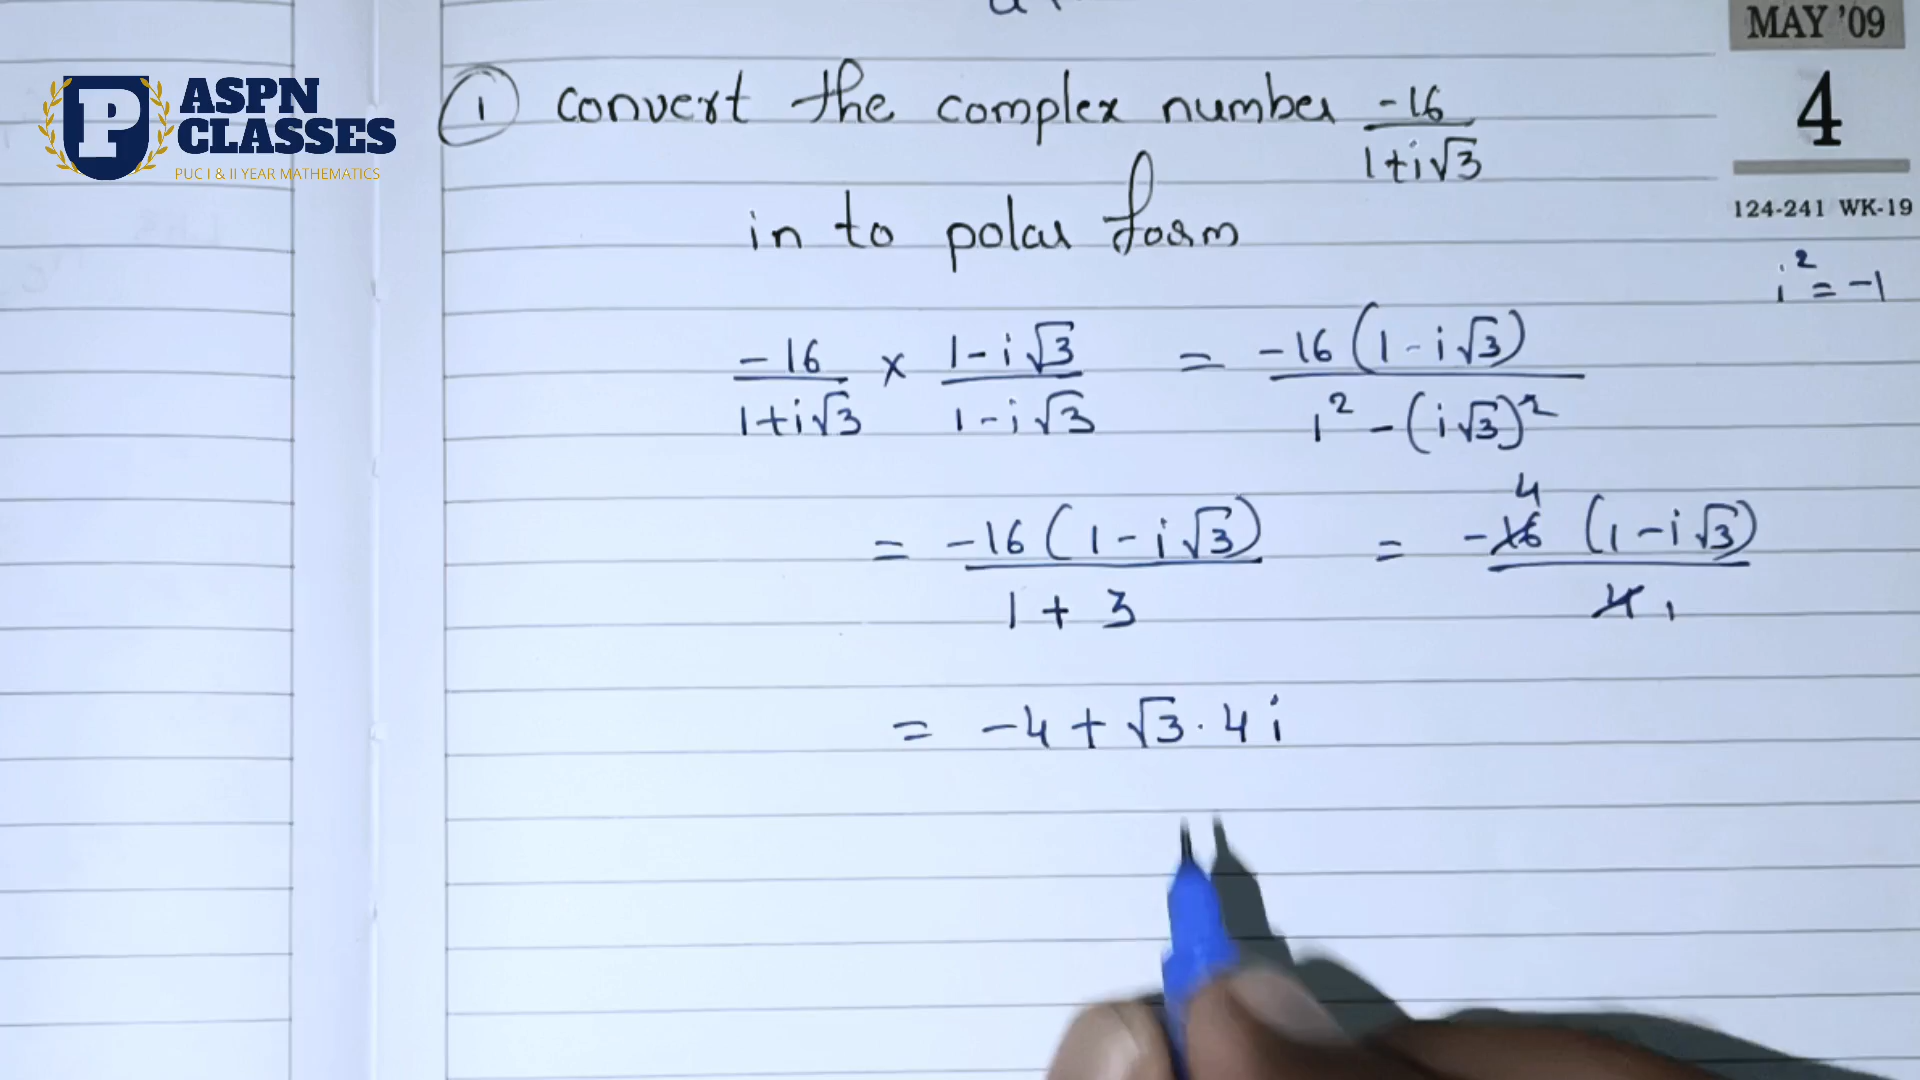 MAY '09
4
124-241 WK-19
ASPN
CLASSES
PUC I & II YEAR MATHEMATICS
① convert the complex number -16/(1+i√3)
in to polar form
i² = -1
-16/(1+i√3) × (1-i√3)/(1-i√3) = -16(1-i√3)/(1²-(i√3)²)
= -16(1-i√3)/(1+3) = -16 4 (1-i√3)/4 1
= -4+√3·4i